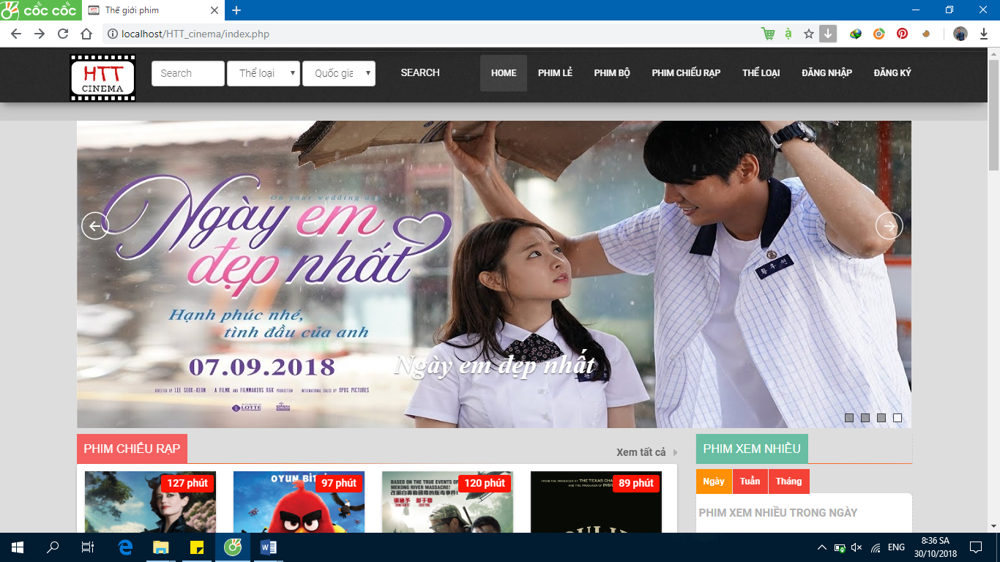 cốc cốc
Thế giới phim
localhost/HTT_cinema/index.php
HTT
CINEMA
Search
Thể loại
Quốc gia
SEARCH
HOME
PHIM LẺ
PHIM BỘ
PHIM CHIẾU RẠP
THỂ LOẠI
ĐĂNG NHẬP
ĐĂNG KÝ
On your wedding day
Ngày em
đẹp nhất
Hạnh phúc nhé,
tình đầu của anh
07.09.2018
DIRECTED BY LEE SEOK-KEUN A FILMK AND FILMMAKERS R&K PRODUCTION INTERNATIONAL SALES BY OPUS PICTURES
LOTTE
황우연
Ngày em đẹp nhất
PHIM CHIẾU RẠP
Xem tất cả
PHIM XEM NHIỀU
127 phút
OYUN BİT
97 phút
BASED ON THE TRUE EVENTS OF
MEKONG RIVER MASSACRE!
120 phút
FROM THE PRODUCER OF THE TEXAS
AND THE PRODUCER OF
89 phút
Ngày
Tuần
Tháng
PHIM XEM NHIỀU TRONG NGÀY
ENG
8:36 SA
30/10/2018